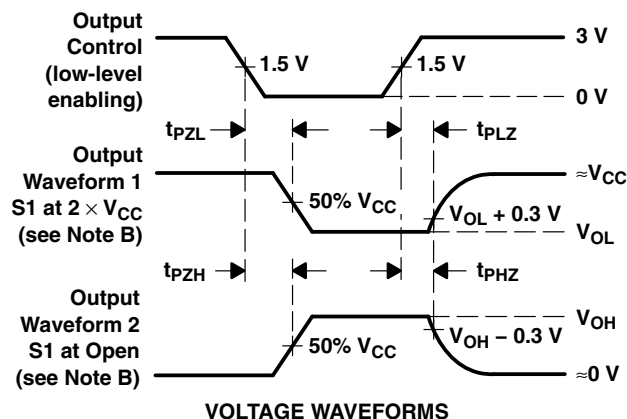 Output
Control
(low-level
enabling)
1.5 V
1.5 V
3 V
0 V
tPZL
tPLZ
Output
Waveform 1
S1 at 2 × VCC
(see Note B)
50% VCC
VOL + 0.3 V
≈VCC
VOL
tPZH
tPHZ
Output
Waveform 2
S1 at Open
(see Note B)
50% VCC
VOH − 0.3 V
VOH
≈0 V
VOLTAGE WAVEFORMS